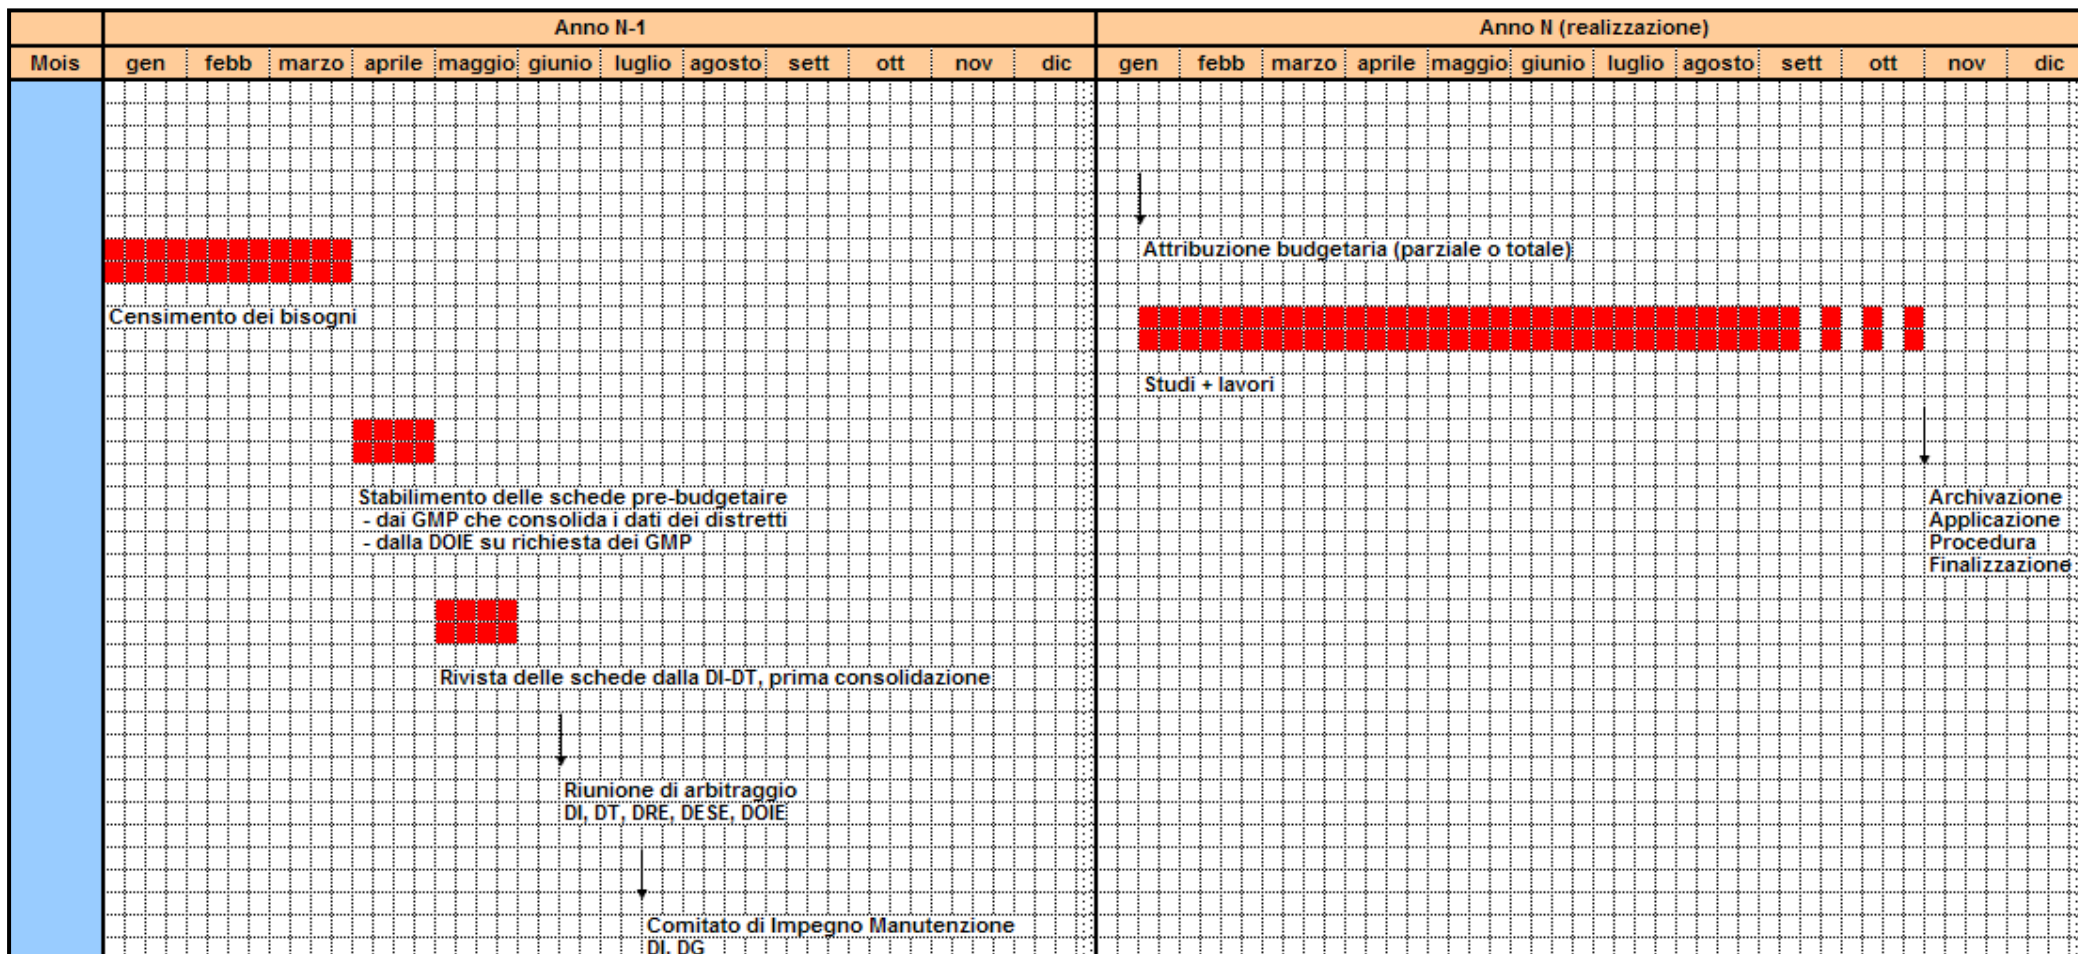 Anno N-1
Anno N (realizzazione)
Mois gen febb marzo aprile maggio giunio luglio agosto sett ott nov dic gen febb marzo aprile maggio giunio luglio agosto sett ott nov dic
Attribuzione budgetaria (parziale o totale)
Censimento dei bisogni
Studi + lavori
Stabilimento delle schede pre-budgetaire
- dai GMP che consolida i dati dei distretti
- dalla DOIE su richiesta dei GMP
Archivazione
Applicazione
Procedura
Finalizzazione
Rivista delle schede dalla DI-DT, prima consolidazione
Riunione di arbitraggio
DI, DT, DRE, DESE, DOIE
Comitato di Impegno Manutenzione
DI, DG